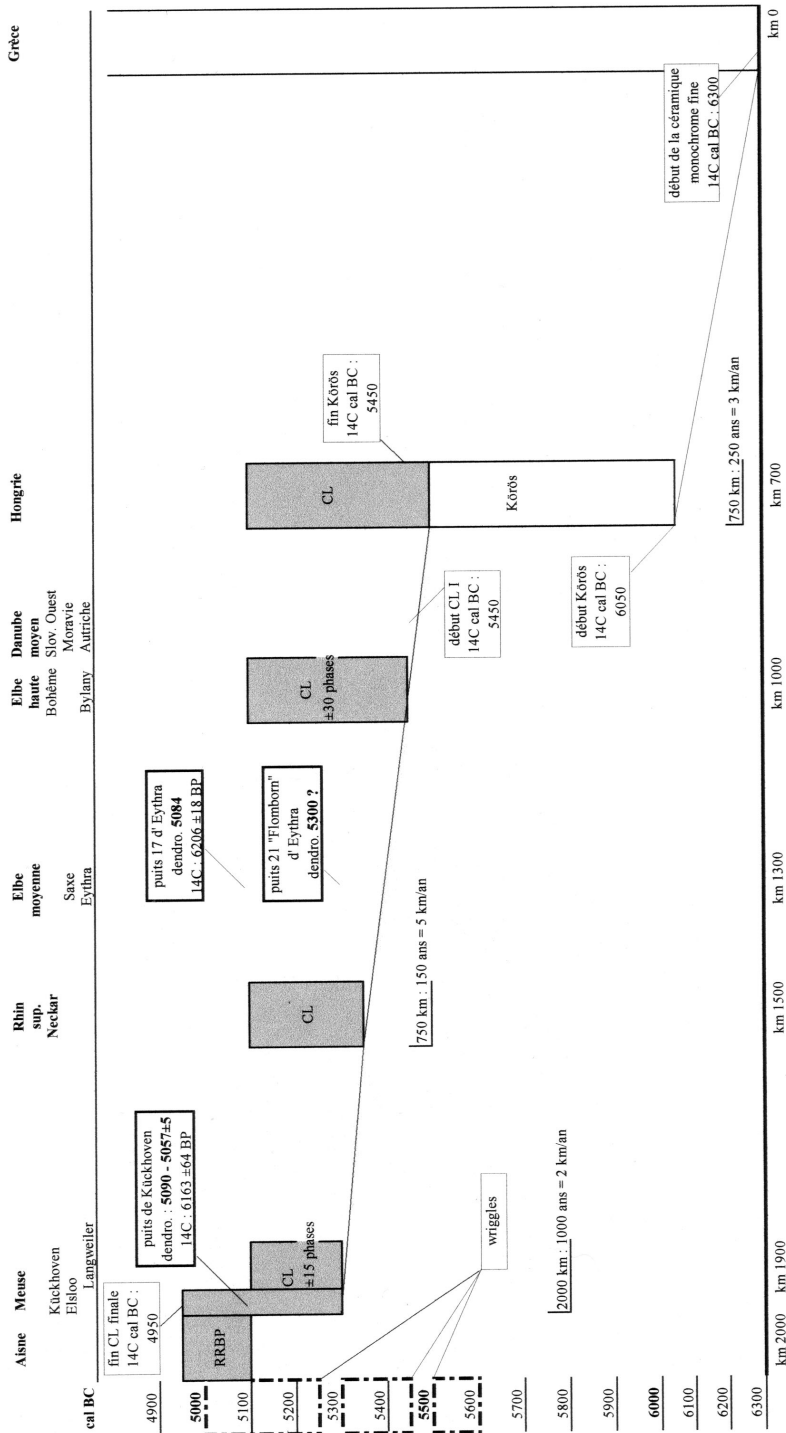 Aisne
Meuse
Kückhoven
Elsloo
Langweiler
Rhin
sup.
Neckar
Elbe
moyenne
Saxe
Eythra
Elbe
haute
Bohême
Bylany
Danube
moyen
Slov. Ouest
Moravie
Autriche
Hongrie
Grèce
cal BC
4900
5000
5100
5200
5300
5400
5500
5600
5700
5800
5900
6000
6100
6200
6300
fin CL finale
14C cal BC :
4950
RRBP
puits de Kückhoven
dendro. : 5090 - 5057±5
14C : 6163 ±64 BP
CL
±15 phases
wriggles
2000 km : 1000 ans = 2 km/an
CL
750 km : 150 ans = 5 km/an
puits 17 d' Eythra
dendro. 5084
14C : 6206 ±18 BP
puits 21 "Flomborn"
d' Eythra
dendro. 5300 ?
CL
±30 phases
début CL I
14C cal BC :
5450
CL
Körös
fin Körös
14C cal BC :
5450
début Körös
14C cal BC :
6050
750 km : 250 ans = 3 km/an
début de la céramique
monochrome fine
14C cal BC : 6300
km 2000
km 1900
km 1500
km 1300
km 1000
km 700
km 0